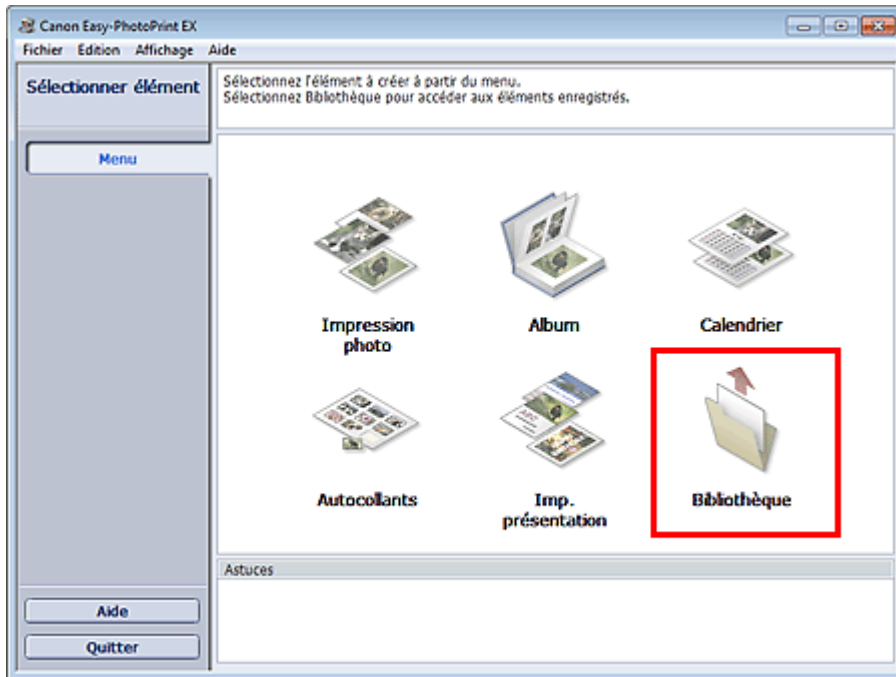 Canon Easy-PhotoPrint EX
Fichier Edition Affichage Aide
Sélectionner élément
Sélectionnez l'élément à créer à partir du menu.
Sélectionnez Bibliothèque pour accéder aux éléments enregistrés.
Menu
Impression
photo
Album
Calendrier
Autocollants
Imp.
présentation
Bibliothèque
Astuces
Aide
Quitter